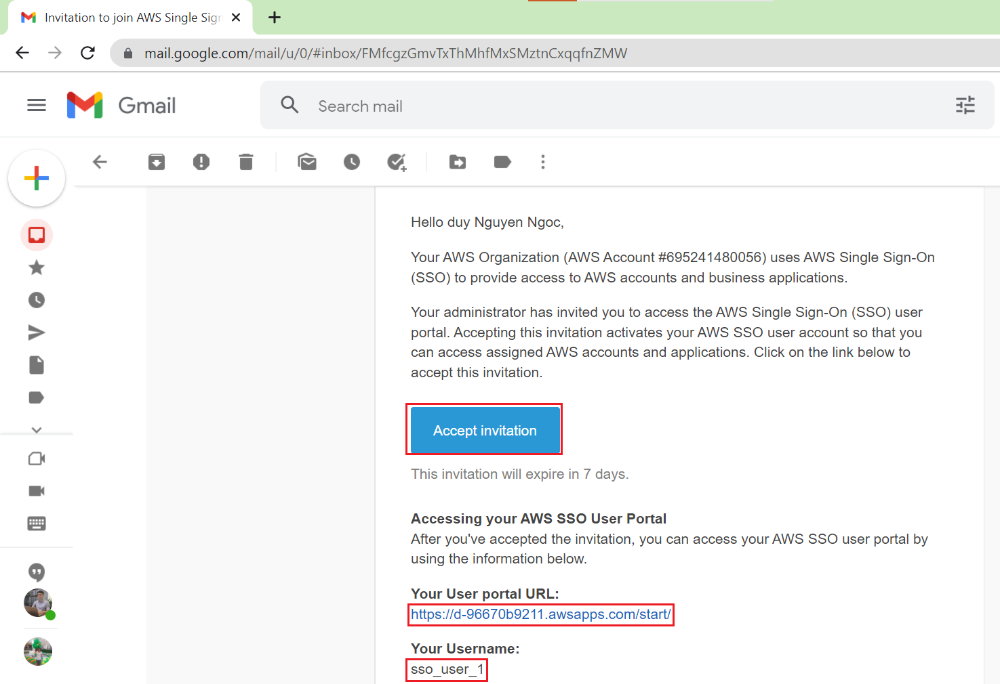 Invitation to join AWS Single Sign
mail.google.com/mail/u/0/#inbox/FMfcgzGmvTxThMhfMxSMztnCxqqfnZMW
Gmail
Search mail
Hello duy Nguyen Ngoc,
Your AWS Organization (AWS Account #695241480056) uses AWS Single Sign-On
(SSO) to provide access to AWS accounts and business applications.
Your administrator has invited you to access the AWS Single Sign-On (SSO) user
portal. Accepting this invitation activates your AWS SSO user account so that you
can access assigned AWS accounts and applications. Click on the link below to
accept this invitation.
Accept invitation
This invitation will expire in 7 days.
Accessing your AWS SSO User Portal
After you've accepted the invitation, you can access your AWS SSO user portal by
using the information below.
Your User portal URL:
https://d-96670b9211.awsapps.com/start/
Your Username:
sso_user_1